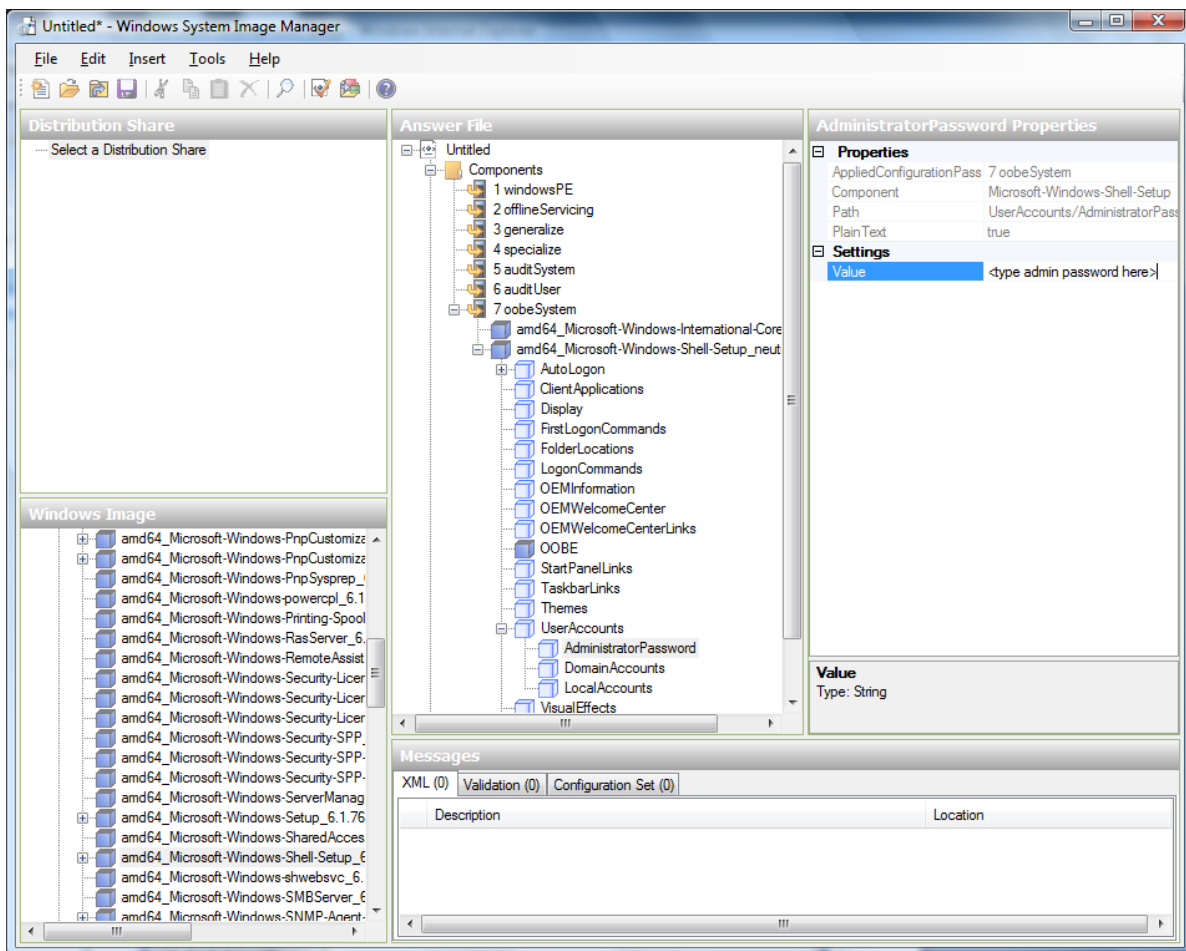 Untitled* - Windows System Image Manager
File Edit Insert Tools Help
Distribution Share
Select a Distribution Share
Windows Image
amd64_Microsoft-Windows-PnpCustomiza
amd64_Microsoft-Windows-PnpCustomiza
amd64_Microsoft-Windows-PnpSysprep_
amd64_Microsoft-Windows-powercpl_6.1
amd64_Microsoft-Windows-Printing-Spool
amd64_Microsoft-Windows-RasServer_6.
amd64_Microsoft-Windows-RemoteAssist
amd64_Microsoft-Windows-Security-Licer
amd64_Microsoft-Windows-Security-Licer
amd64_Microsoft-Windows-Security-Licer
amd64_Microsoft-Windows-Security-SPP_
amd64_Microsoft-Windows-Security-SPP-
amd64_Microsoft-Windows-Security-SPP-
amd64_Microsoft-Windows-ServerManag
amd64_Microsoft-Windows-Setup_6.1.76
amd64_Microsoft-Windows-SharedAcces
amd64_Microsoft-Windows-Shell-Setup_6
amd64_Microsoft-Windows-shwebsvc_6.
amd64_Microsoft-Windows-SMBServer_6
amd64_Microsoft-Windows-SNMP-Agent-
Answer File
Untitled
Components
1 windowsPE
2 offlineServicing
3 generalize
4 specialize
5 auditSystem
6 auditUser
7 oobeSystem
amd64_Microsoft-Windows-International-Core
amd64_Microsoft-Windows-Shell-Setup_neut
AutoLogon
ClientApplications
Display
FirstLogonCommands
FolderLocations
LogonCommands
OEMInformation
OEMWelcomeCenter
OEMWelcomeCenterLinks
OOBE
StartPanelLinks
TaskbarLinks
Themes
UserAccounts
AdministratorPassword
DomainAccounts
LocalAccounts
VisualEffects
AdministratorPassword Properties
Properties
AppliedConfigurationPass 7 oobeSystem
Component Microsoft-Windows-Shell-Setup
Path UserAccounts/AdministratorPass
PlainText true
Settings
Value <type admin password here>
Value
Type: String
Messages
XML (0) Validation (0) Configuration Set (0)
Description Location